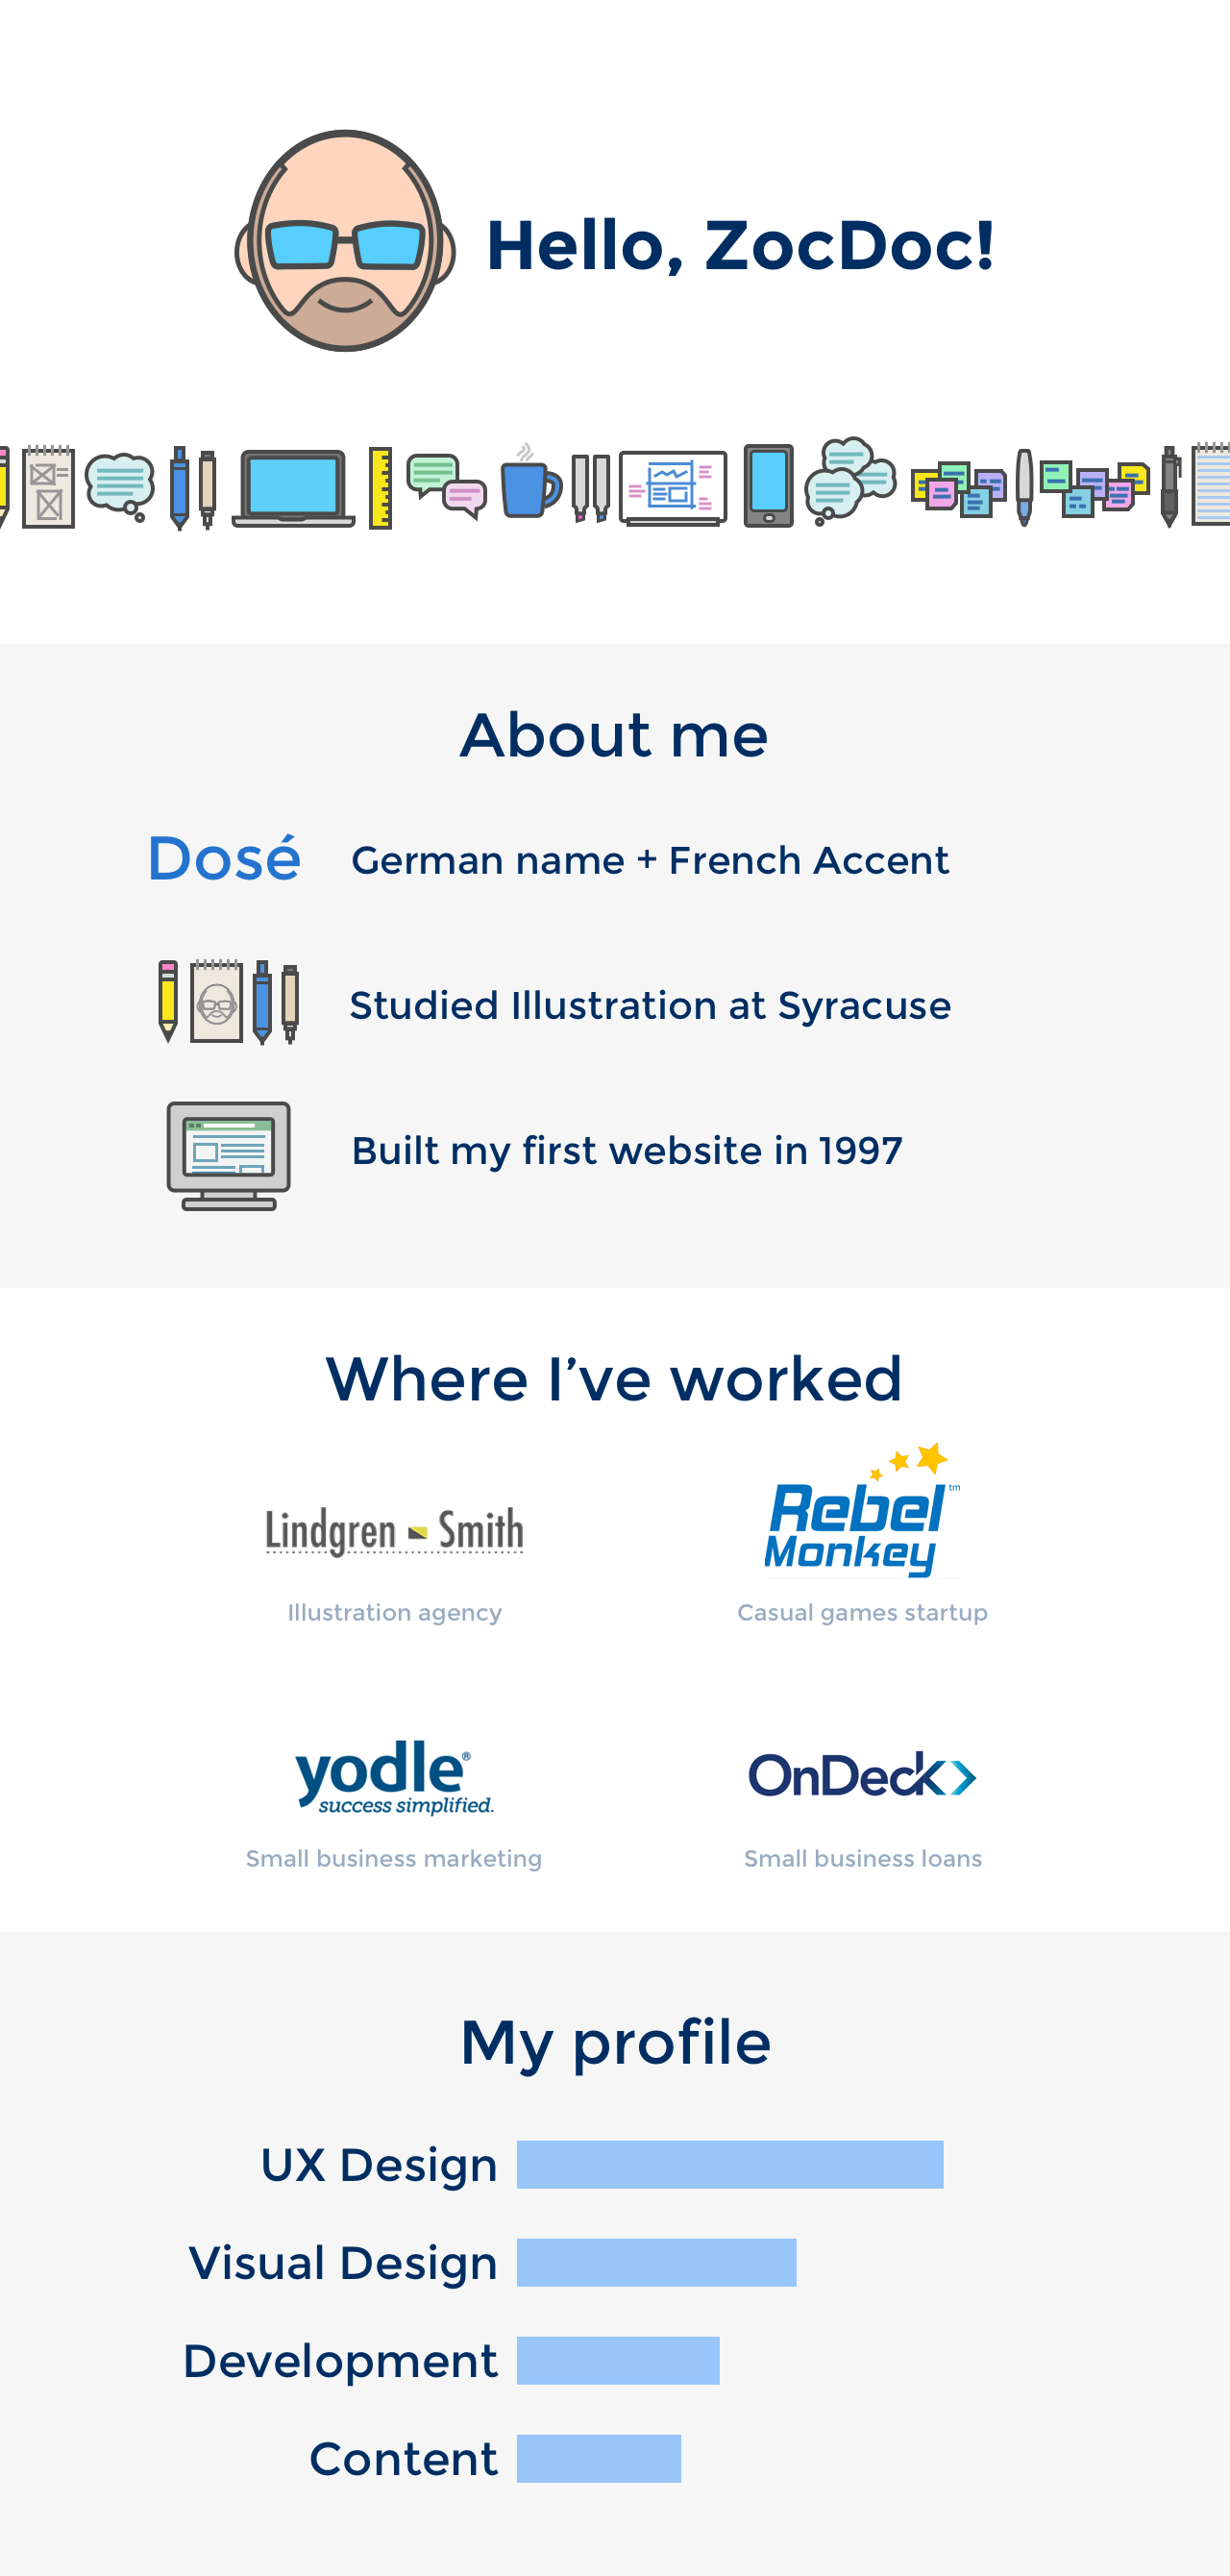 Hello, ZocDoc!
About me
Dosé
German name + French Accent
Studied Illustration at Syracuse
Built my first website in 1997
Where I’ve worked
Lindgren Smith
Rebel
Monkey
tm
Illustration agency
Casual games startup
yodle®
success simplified.
OnDeck
Small business marketing
Small business loans
My profile
UX Design
Visual Design
Development
Content